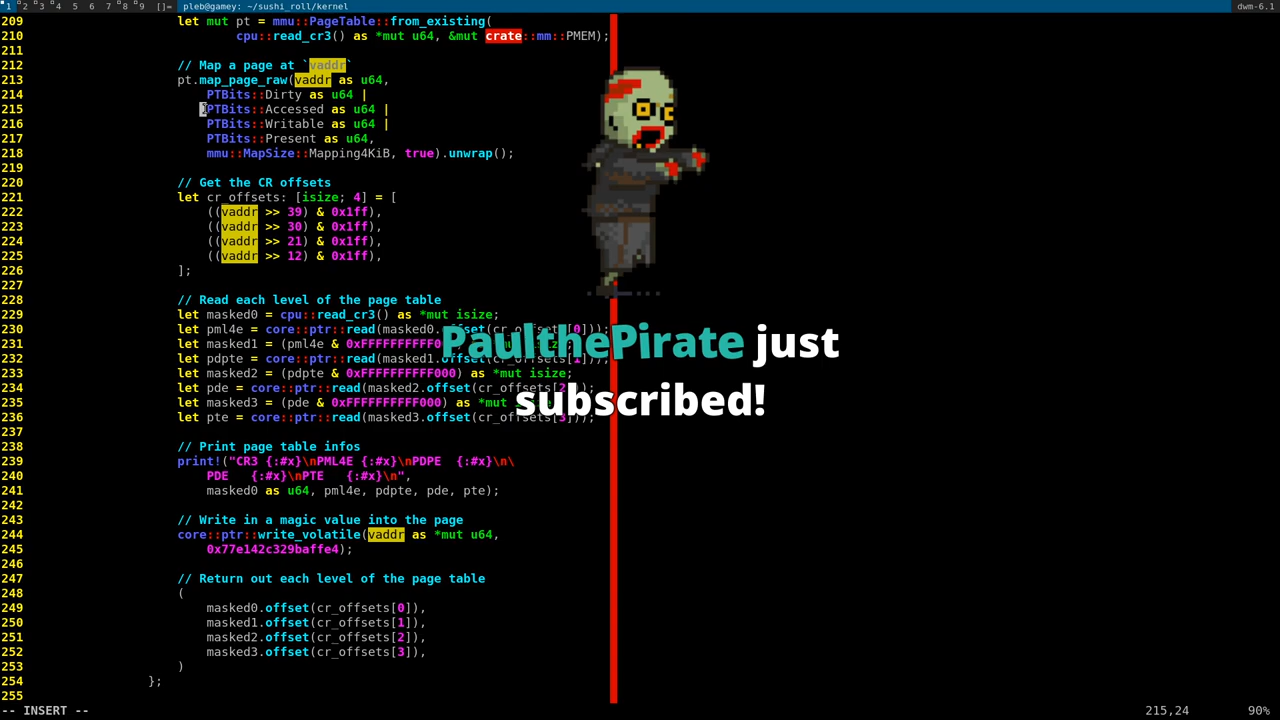 1 2 3 4 5 6 7 8 9 []= pleb@gamey: ~/sushi_roll/kernel dwm-6.1
209 let mut pt = mmu::PageTable::from_existing(
210 cpu::read_cr3() as *mut u64, &mut crate::mm::PMEM);
211
212 // Map a page at `vaddr`
213 pt.map_page_raw(vaddr as u64,
214 PTBits::Dirty as u64 |
215 PTBits::Accessed as u64 |
216 PTBits::Writable as u64 |
217 PTBits::Present as u64,
218 mmu::MapSize::Mapping4KiB, true).unwrap();
219
220 // Get the CR offsets
221 let cr_offsets: [isize; 4] = [
222 ((vaddr >> 39) & 0x1ff),
223 ((vaddr >> 30) & 0x1ff),
224 ((vaddr >> 21) & 0x1ff),
225 ((vaddr >> 12) & 0x1ff),
226 ];
227
228 // Read each level of the page table
229 let masked0 = cpu::read_cr3() as *mut isize;
230 let pml4e = core::ptr::read(masked0.offset(cr_offsets[0]));
231 let masked1 = (pml4e & 0xFFFFFFFFFF
232 let pdpte = core::ptr::read(masked1.offset(cr_offsets[1]));
233 let masked2 = (pdpte & 0xFFFFFFFFFF000) as *mut isize;
234 let pde = core::ptr::read(masked2.offset(cr_offsets[2
235 let masked3 = (pde & 0xFFFFFFFFFF000) as *mut
236 let pte = core::ptr::read(masked3.offset(cr_offsets[3]));
237
238 // Print page table infos
239 print!("CR3 {:#x}\nPML4E {:#x}\nPDPE {:#x}\n\
240 PDE {:#x}\nPTE {:#x}\n",
241 masked0 as u64, pml4e, pdpte, pde, pte);
242
243 // Write in a magic value into the page
244 core::ptr::write_volatile(vaddr as *mut u64,
245 0x77e142c329baffe4);
246
247 // Return out each level of the page table
248 (
249 masked0.offset(cr_offsets[0]),
250 masked1.offset(cr_offsets[1]),
251 masked2.offset(cr_offsets[2]),
252 masked3.offset(cr_offsets[3]),
253 )
254 };
255
-- INSERT -- 215,24 90%
PaulthePirate just
subscribed!